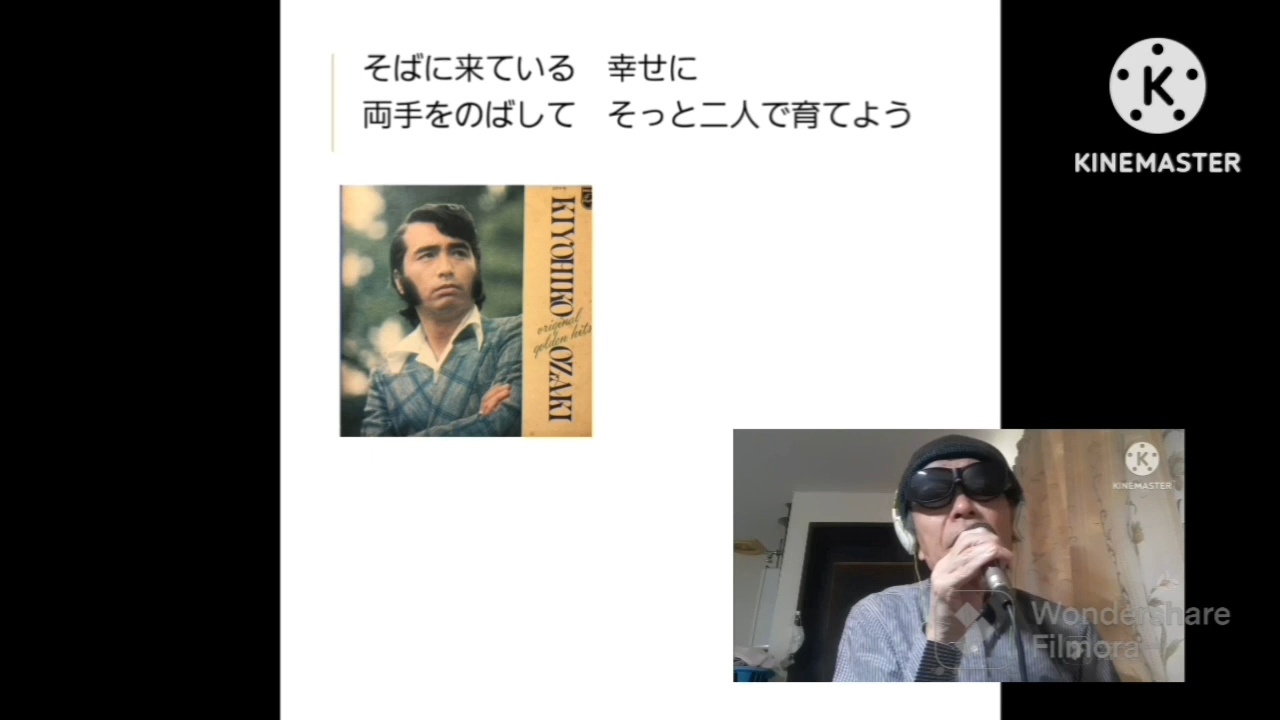 そばに来ている　幸せに
両手をのばして　そっと二人で育てよう
KIYOHIKO OZAKI
original
golden hits
K
KINEMASTER
K
KINEMASTER
Wondershare
Filmora